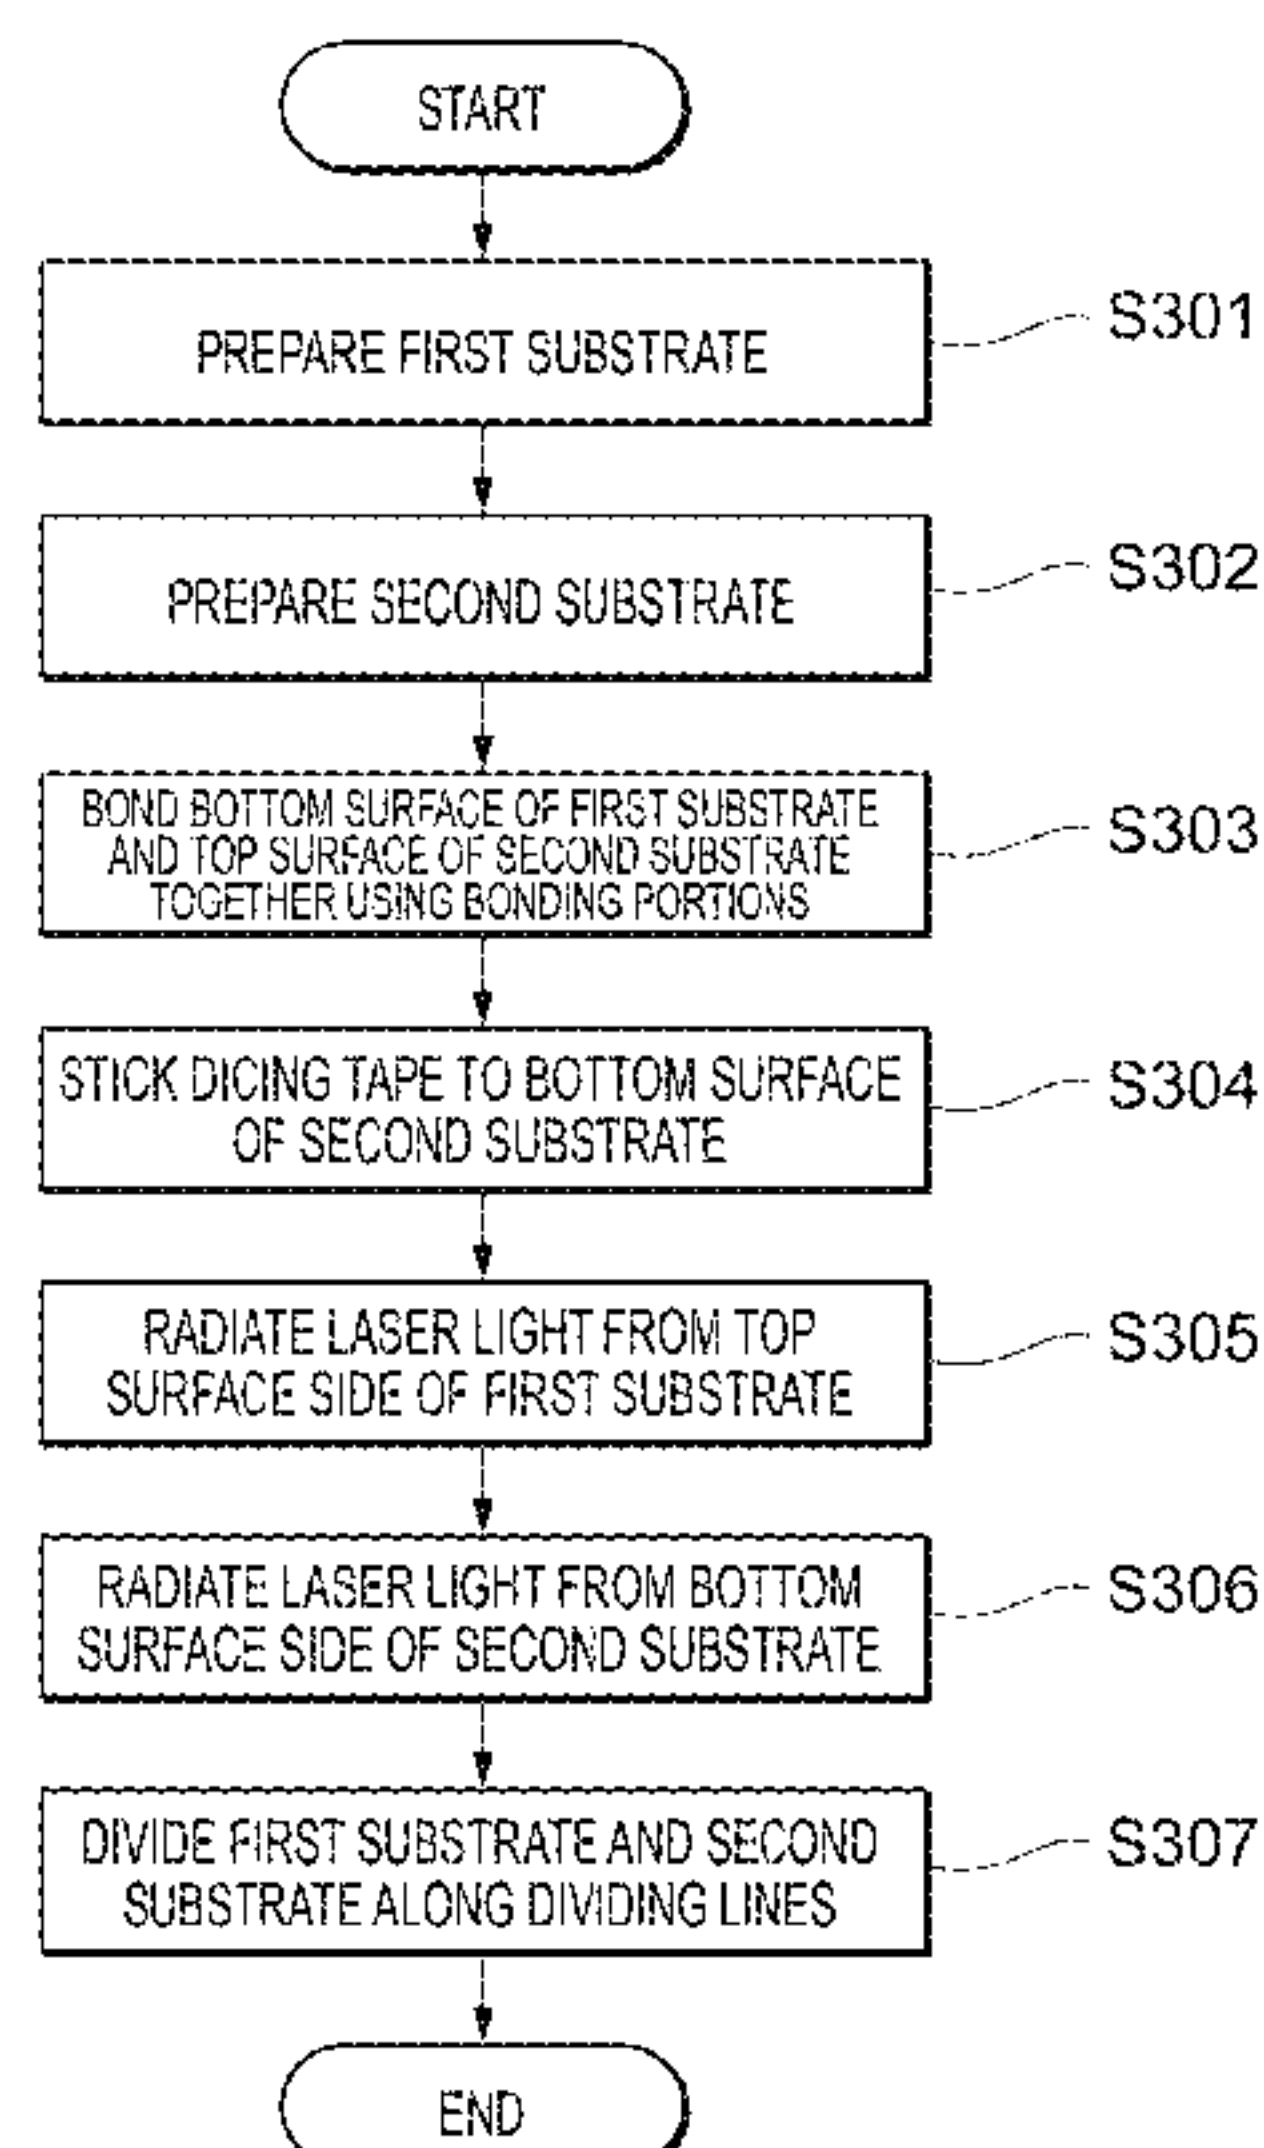 START
PREPARE FIRST SUBSTRATE
S301
PREPARE SECOND SUBSTRATE
S302
BOND BOTTOM SURFACE OF FIRST SUBSTRATE
AND TOP SURFACE OF SECOND SUBSTRATE
TOGETHER USING BONDING PORTIONS
S303
STICK DICING TAPE TO BOTTOM SURFACE
OF SECOND SUBSTRATE
S304
RADIATE LASER LIGHT FROM TOP
SURFACE SIDE OF FIRST SUBSTRATE
S305
RADIATE LASER LIGHT FROM BOTTOM
SURFACE SIDE OF SECOND SUBSTRATE
S306
DIVIDE FIRST SUBSTRATE AND SECOND
SUBSTRATE ALONG DIVIDING LINES
S307
END